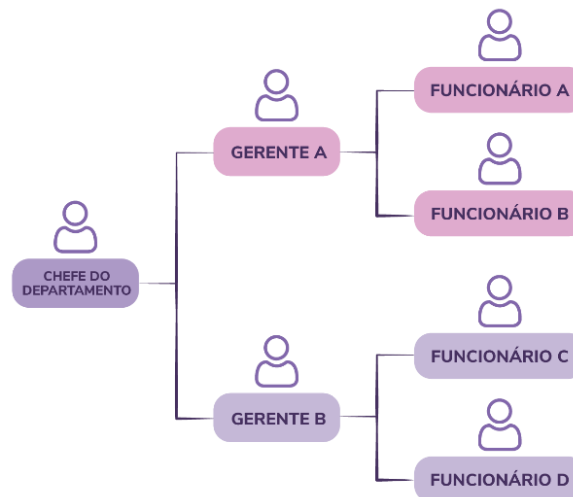 CHEFE DO
DEPARTAMENTO
GERENTE A
FUNCIONÁRIO A
FUNCIONÁRIO B
GERENTE B
FUNCIONÁRIO C
FUNCIONÁRIO D